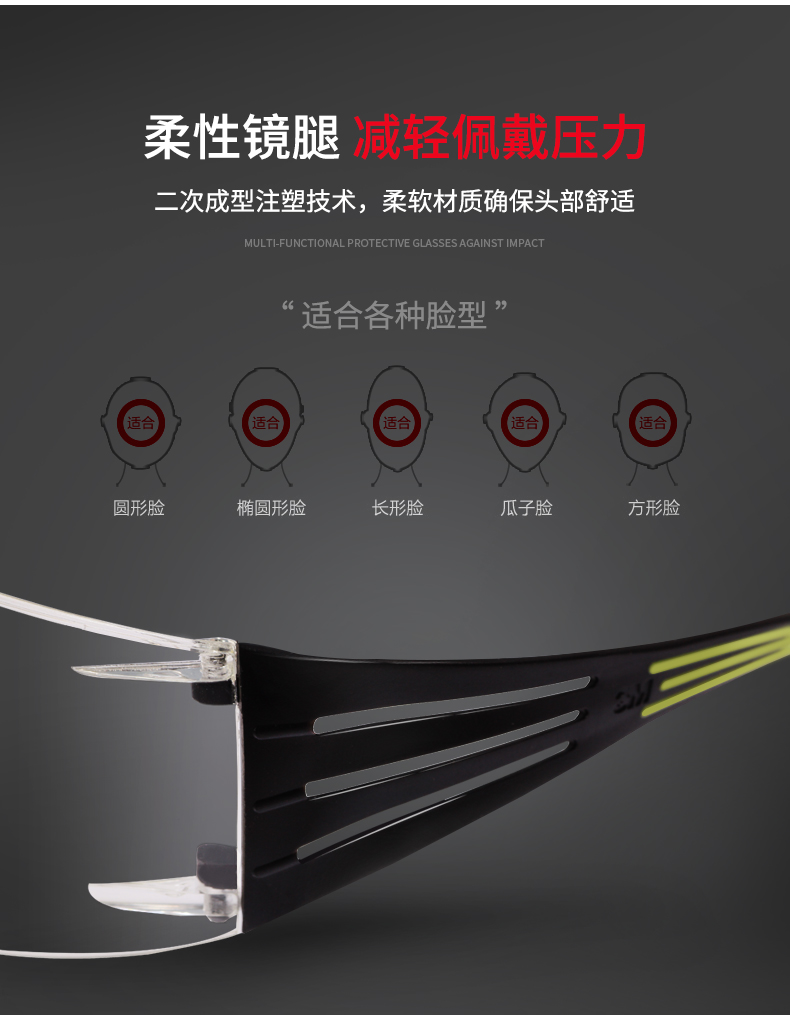 柔性镜腿 减轻佩戴压力
二次成型注塑技术，柔软材质确保头部舒适
MULTI-FUNCTIONAL PROTECTIVE GLASSES AGAINST IMPACT
“适合各种脸型”
适合 适合 适合 适合 适合
圆形脸 椭圆形脸 长形脸 瓜子脸 方形脸
3M